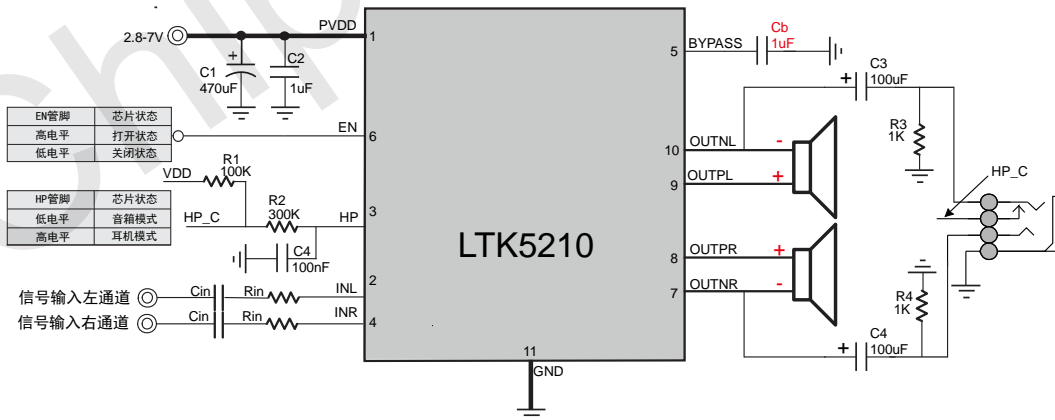 Chip
2.8-7V
PVDD
1
C1
470uF
C2
1uF
EN管脚 芯片状态
高电平 打开状态
低电平 关闭状态
EN
6
VDD
R1
100K
HP管脚 芯片状态
低电平 音箱模式
高电平 耳机模式
HP_C
R2
300K
HP
3
C4
100nF
信号输入左通道
Cin
Rin
INL
2
信号输入右通道
Cin
Rin
INR
4
LTK5210
11
GND
5
BYPASS
Cb
1uF
C3
100uF
R3
1K
10
OUTNL
-
9
OUTPL
+
HP_C
8
OUTPR
+
7
OUTNR
-
R4
1K
C4
100uF
+
+
+